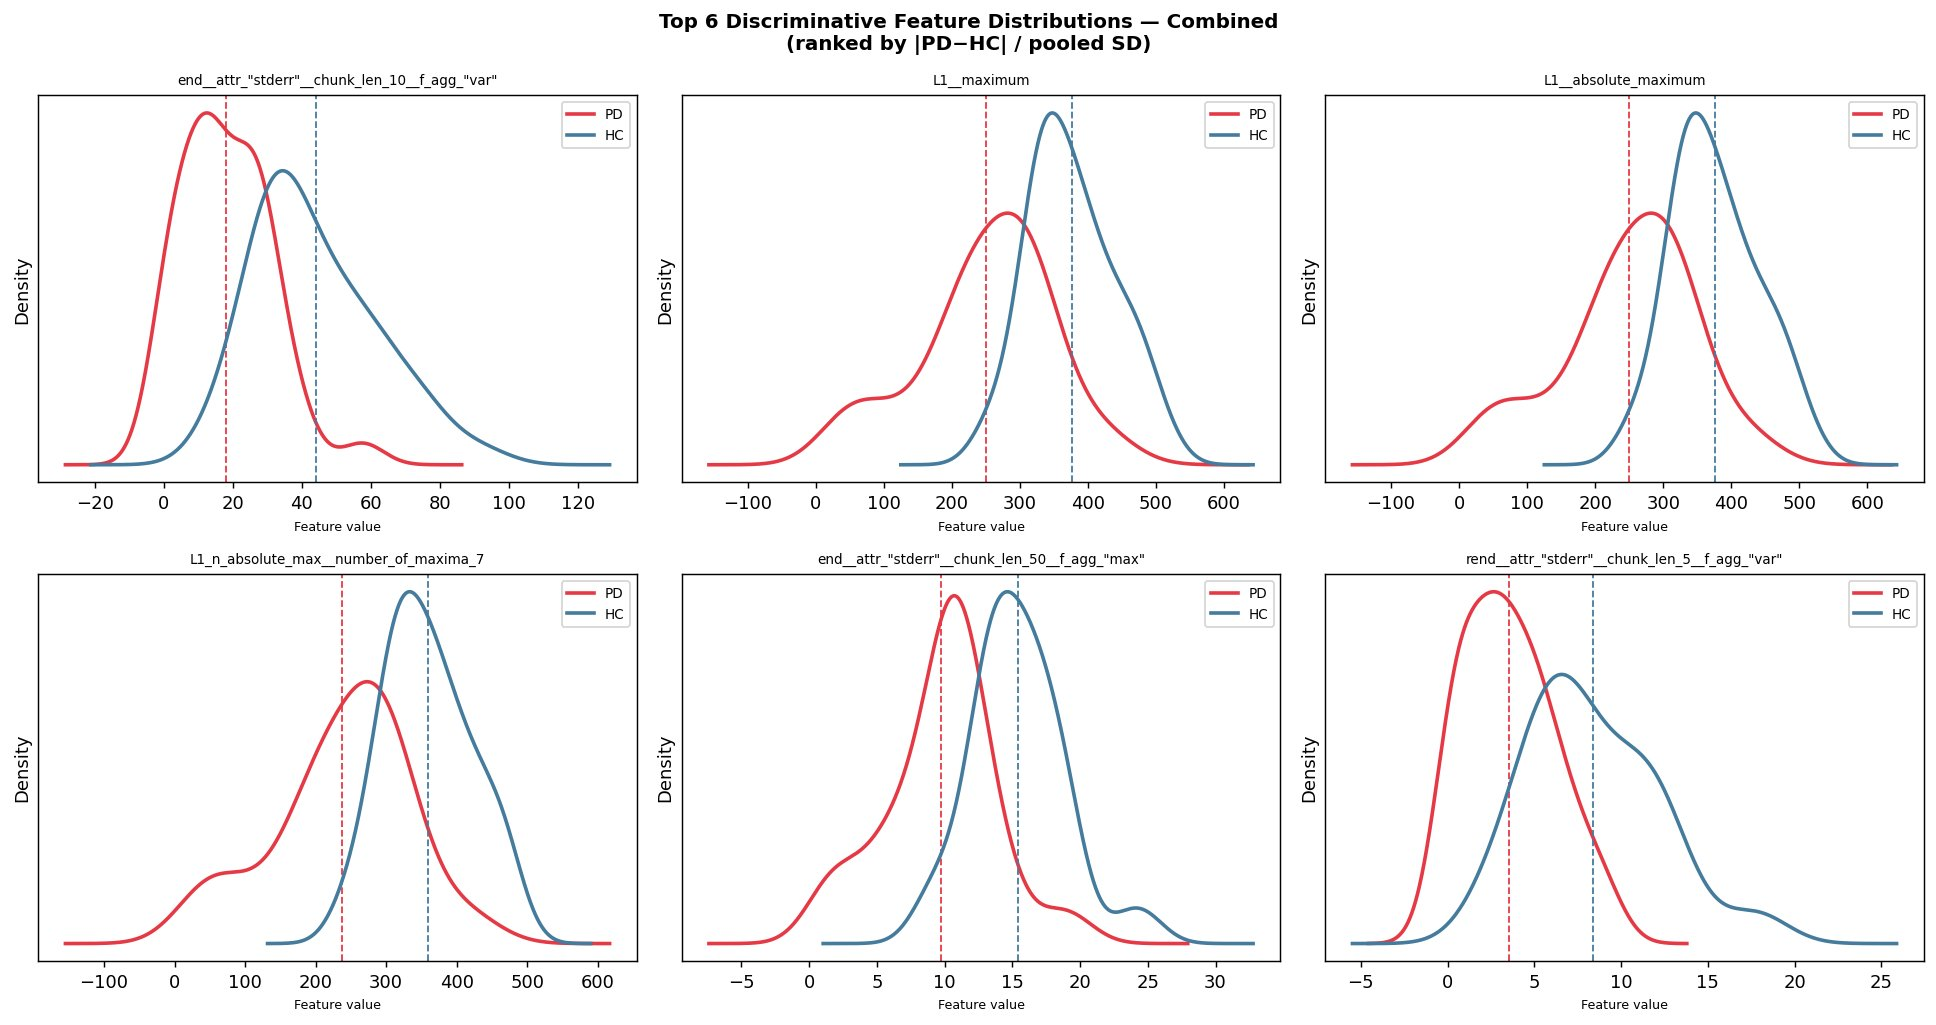 Top 6 Discriminative Feature Distributions — Combined
(ranked by |PD−HC| / pooled SD)
end__attr_"stderr"__chunk_len_10__f_agg_"var"
PD
HC
Density
−20 0 20 40 60 80 100 120
Feature value
L1__maximum
PD
HC
Density
−100 0 100 200 300 400 500 600
Feature value
L1__absolute_maximum
PD
HC
Density
−100 0 100 200 300 400 500 600
Feature value
L1_n_absolute_max__number_of_maxima_7
PD
HC
Density
−100 0 100 200 300 400 500 600
Feature value
end__attr_"stderr"__chunk_len_50__f_agg_"max"
PD
HC
Density
−5 0 5 10 15 20 25 30
Feature value
rend__attr_"stderr"__chunk_len_5__f_agg_"var"
PD
HC
Density
−5 0 5 10 15 20 25
Feature value